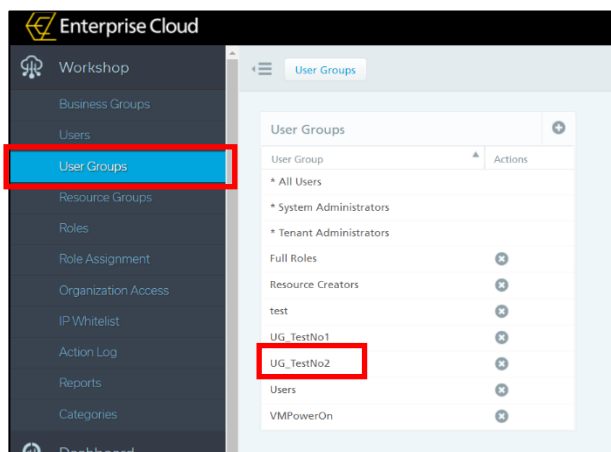 Enterprise Cloud
Workshop
Business Groups
Users
User Groups
Resource Groups
Roles
Role Assignment
Organization Access
IP Whitelist
Action Log
Reports
Categories
Dashboard
User Groups
User Groups
User Group Actions
* All Users
* System Administrators
* Tenant Administrators
Full Roles
Resource Creators
test
UG_TestNo1
UG_TestNo2
Users
VMPowerOn